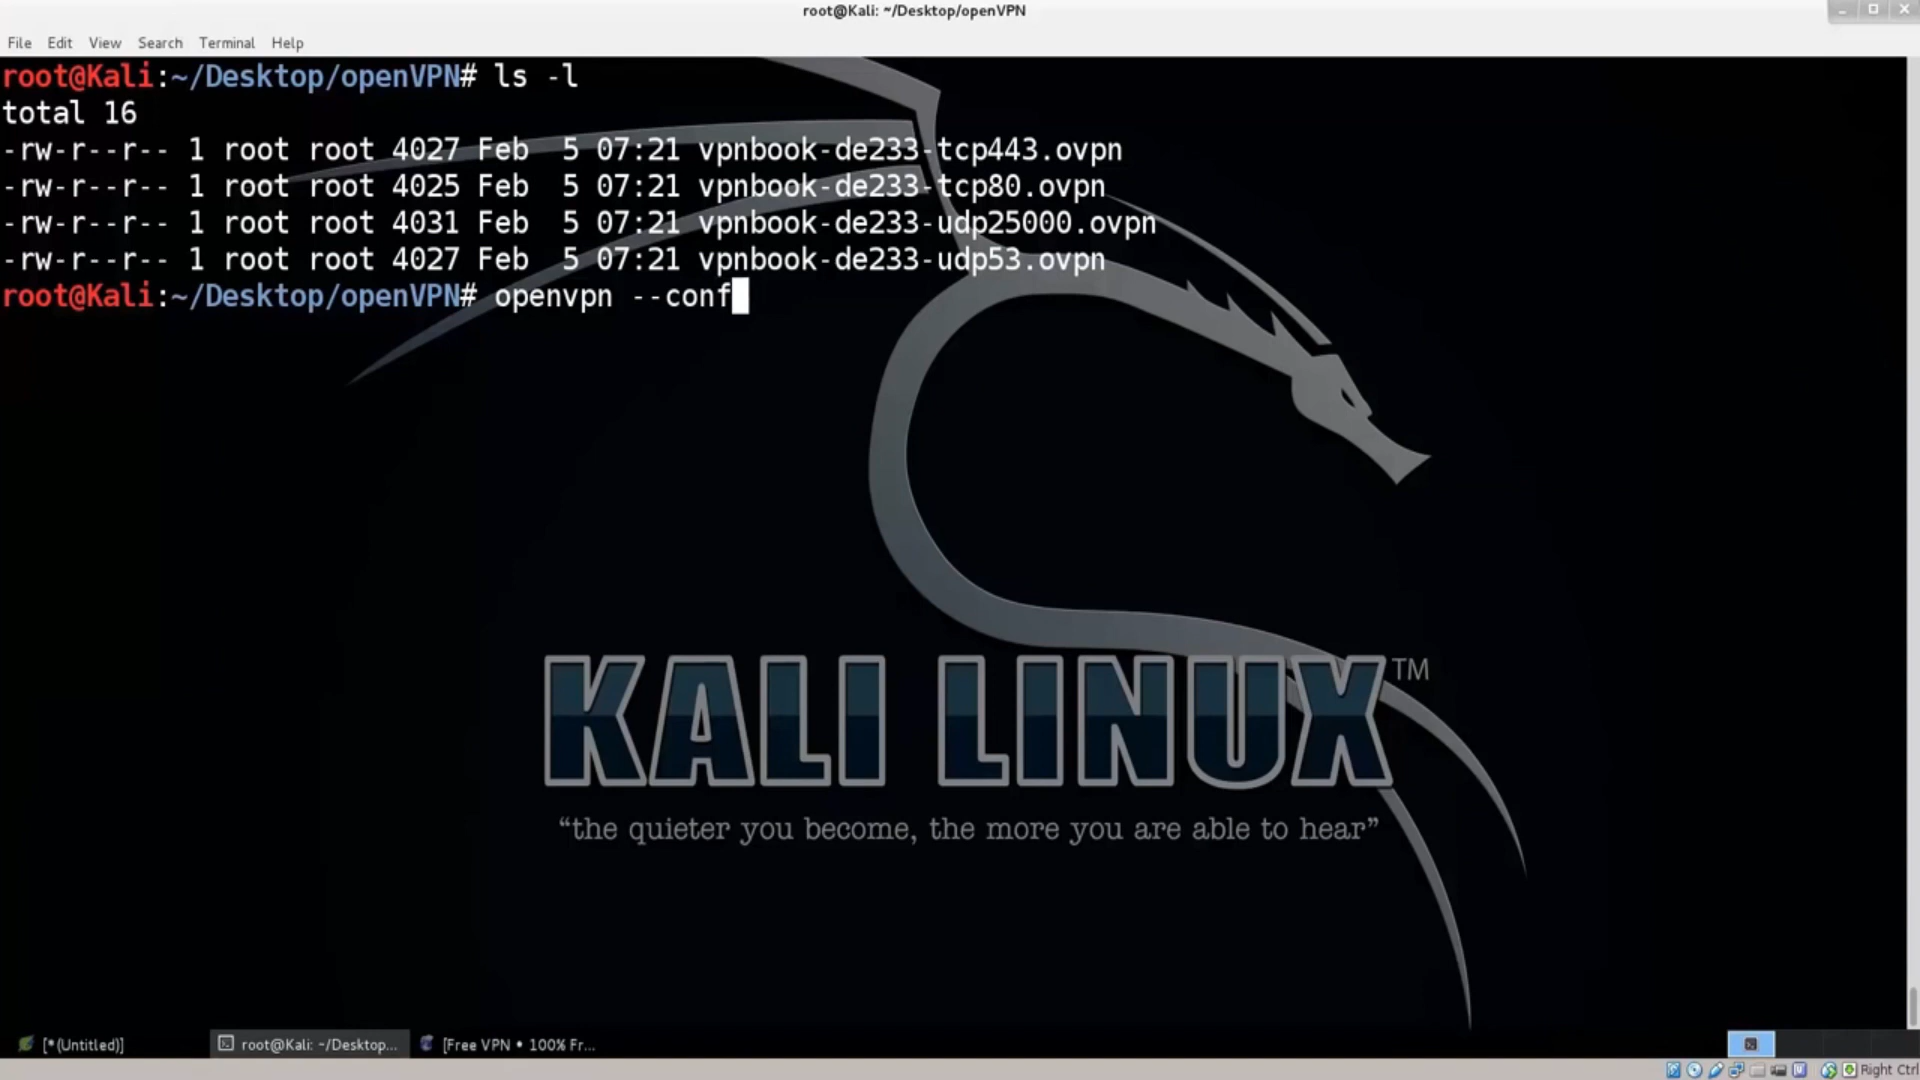 root@Kali: ~/Desktop/openVPN
File Edit View Search Terminal Help
root@Kali:~/Desktop/openVPN# ls -l
total 16
-rw-r--r-- 1 root root 4027 Feb  5 07:21 vpnbook-de233-tcp443.ovpn
-rw-r--r-- 1 root root 4025 Feb  5 07:21 vpnbook-de233-tcp80.ovpn
-rw-r--r-- 1 root root 4031 Feb  5 07:21 vpnbook-de233-udp25000.ovpn
-rw-r--r-- 1 root root 4027 Feb  5 07:21 vpnbook-de233-udp53.ovpn
root@Kali:~/Desktop/openVPN# openvpn --conf
KALI LINUX™
“the quieter you become, the more you are able to hear”
[*(Untitled)] root@Kali: ~/Desktop... [Free VPN • 100% Fr...
Right Ctrl